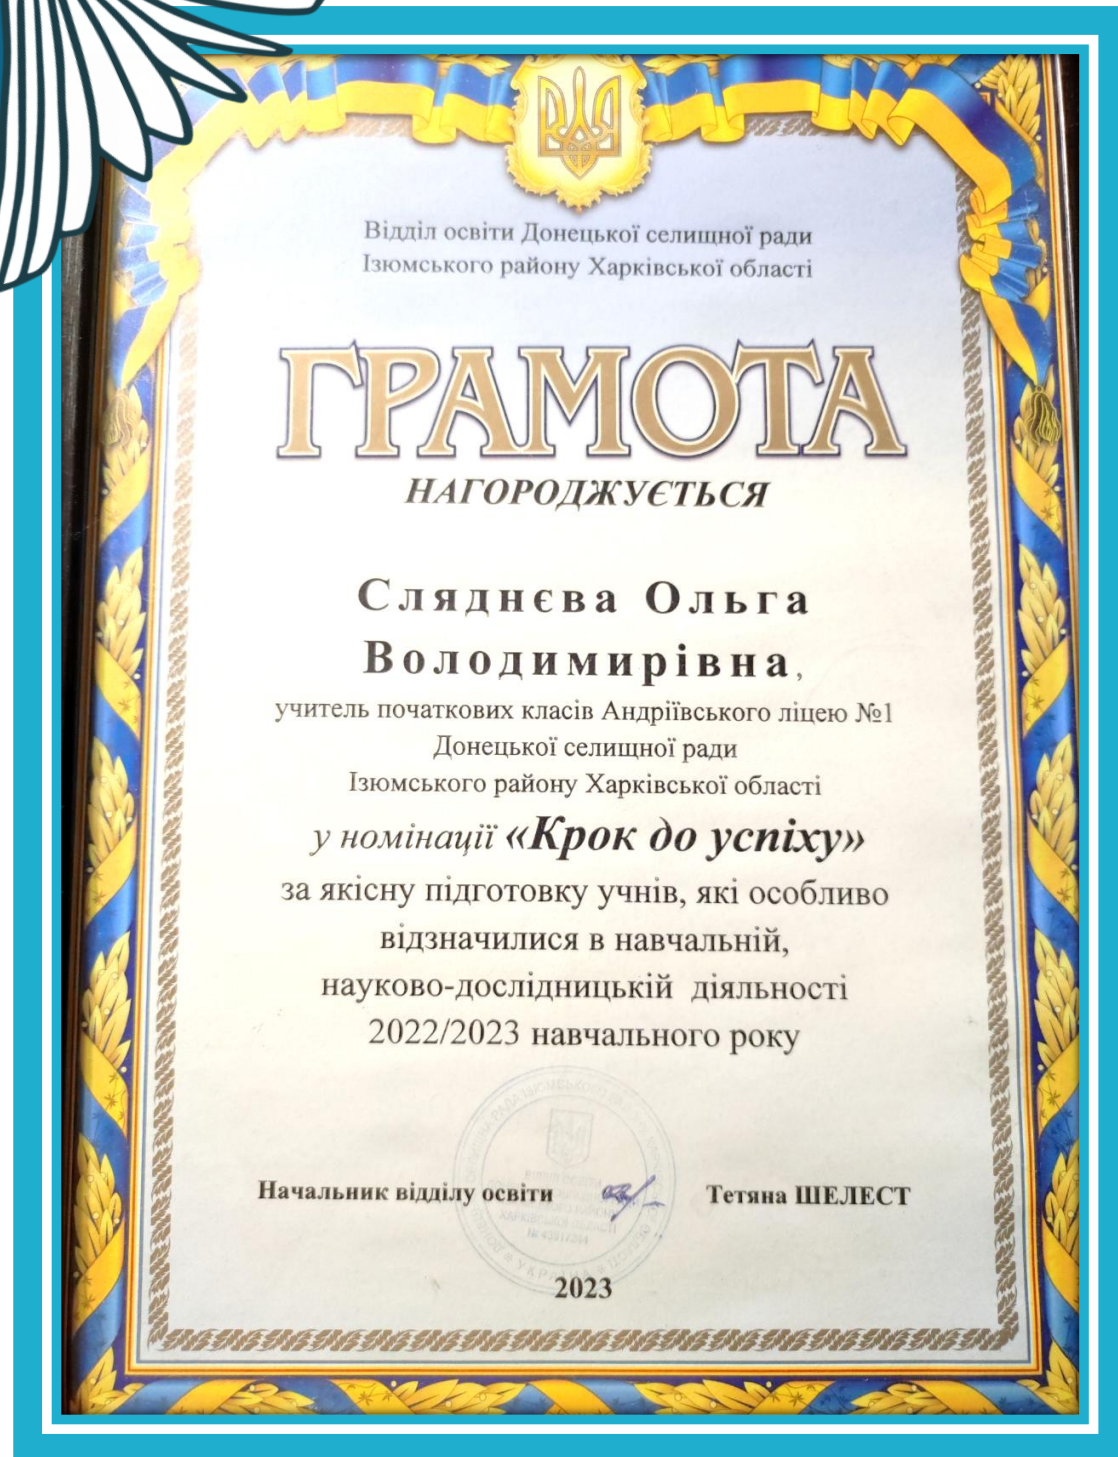 Відділ освіти Донецької селищної ради
Ізюмського району Харківської області
ГРАМОТА
НАГОРОДЖУЄТЬСЯ
Сляднєва Ольга
Володимирівна,
учитель початкових класів Андріївського ліцею №1
Донецької селищної ради
Ізюмського району Харківської області
у номінації «Крок до успіху»
за якісну підготовку учнів, які особливо
відзначилися в навчальній,
науково-дослідницькій діяльності
2022/2023 навчального року
Начальник відділу освіти Тетяна ШЕЛЕСТ
2023